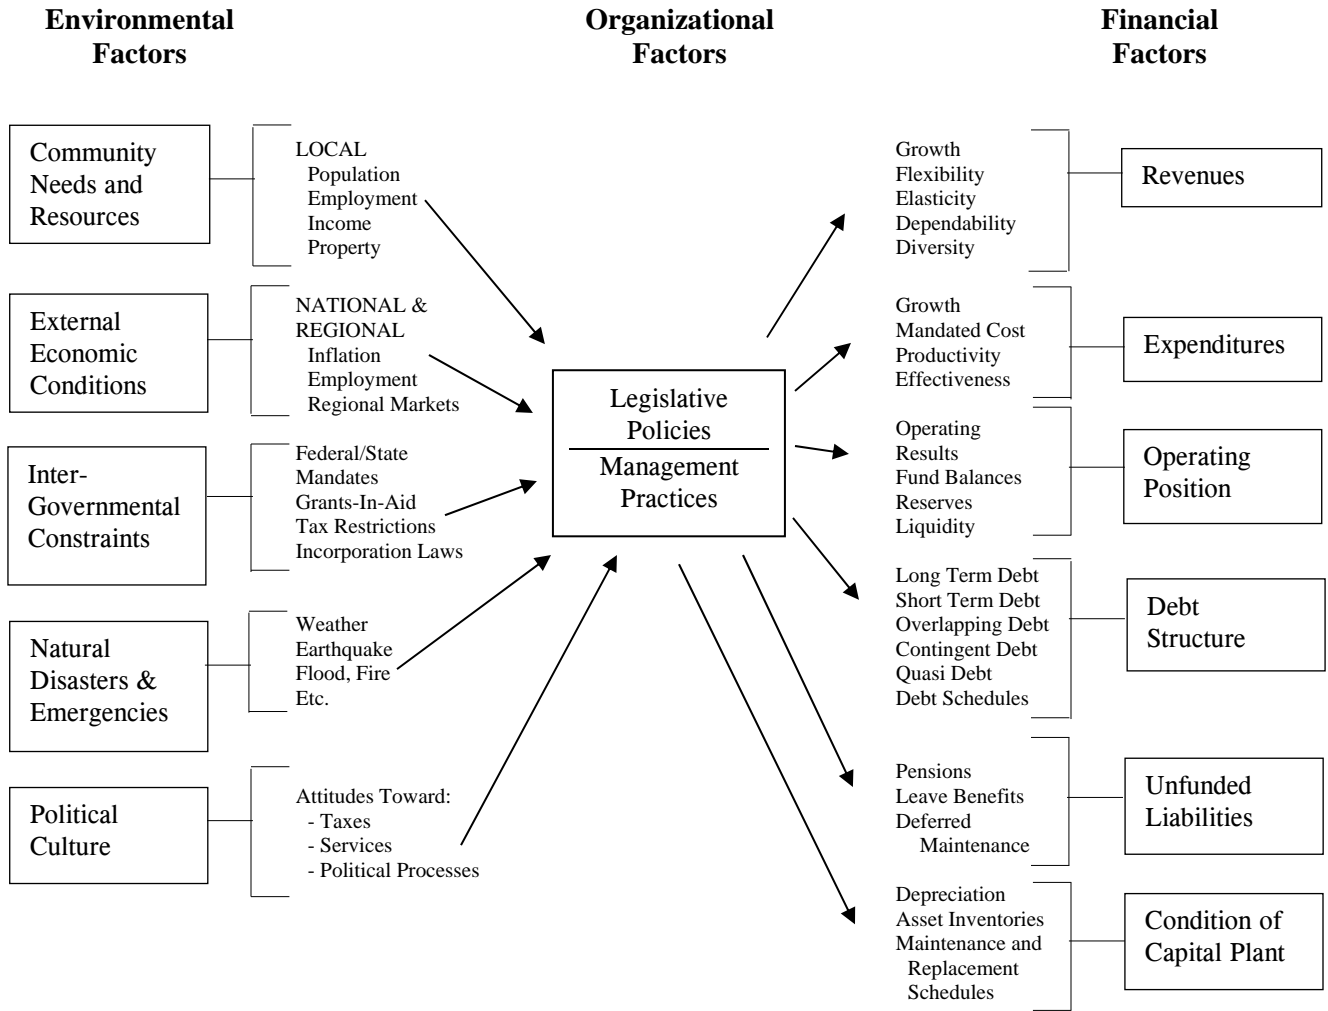 Environmental
Factors
Organizational
Factors
Financial
Factors
Community
Needs and
Resources
LOCAL
Population
Employment
Income
Property
External
Economic
Conditions
NATIONAL &
REGIONAL
Inflation
Employment
Regional Markets
Inter-
Governmental
Constraints
Federal/State
Mandates
Grants-In-Aid
Tax Restrictions
Incorporation Laws
Natural
Disasters &
Emergencies
Weather
Earthquake
Flood, Fire
Etc.
Political
Culture
Attitudes Toward:
- Taxes
- Services
- Political Processes
Legislative
Policies
Management
Practices
Growth
Flexibility
Elasticity
Dependability
Diversity
Revenues
Growth
Mandated Cost
Productivity
Effectiveness
Expenditures
Operating
Results
Fund Balances
Reserves
Liquidity
Operating
Position
Long Term Debt
Short Term Debt
Overlapping Debt
Contingent Debt
Quasi Debt
Debt Schedules
Debt
Structure
Pensions
Leave Benefits
Deferred
Maintenance
Unfunded
Liabilities
Depreciation
Asset Inventories
Maintenance and
Replacement
Schedules
Condition of
Capital Plant